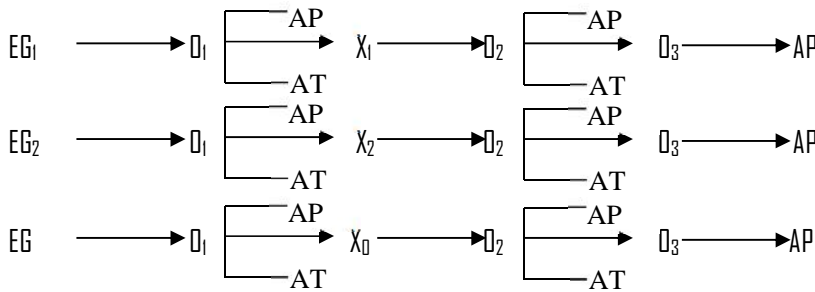 AP AP
EG₁ O₁ X₁ O₂ O₃ AP
AT AT
AP AP
EG₂ O₁ X₂ O₂ O₃ AP
AT AT
AP AP
EG O₁ X₀ O₂ O₃ AP
AT AT